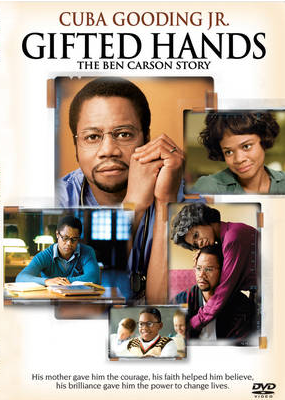 CUBA GOODING JR.
GIFTED HANDS
THE BEN CARSON STORY
His mother gave him the courage, his faith helped him believe,
his brilliance gave him the power to change lives.
DVD
VIDEO